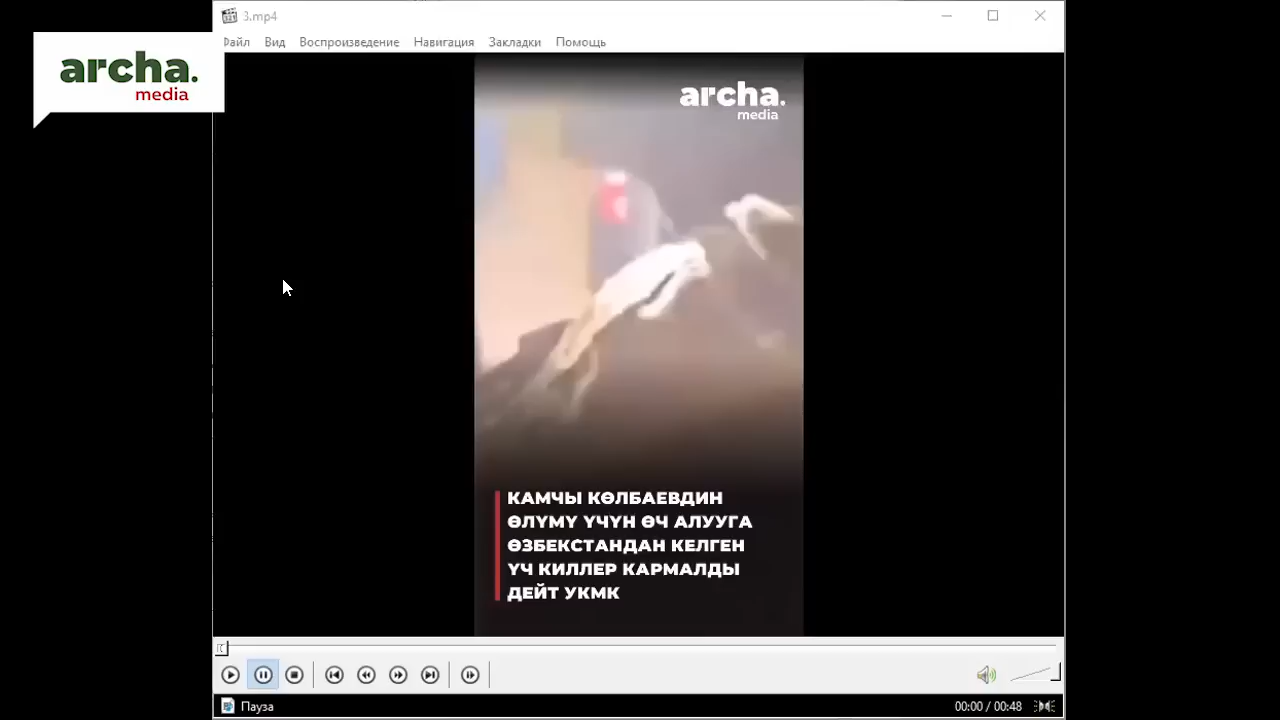 3.mp4
archa.
media
Файл Вид Воспроизведение Навигация Закладки Помощь
archa.
media
КАМЧЫ КӨЛБАЕВДИН
ӨЛҮМҮ ҮЧҮН ӨЧ АЛУУГА
ӨЗБЕКСТАНДАН КЕЛГЕН
ҮЧ КИЛЛЕР КАРМАЛДЫ
ДЕЙТ УКМК
Пауза
00:00 / 00:48